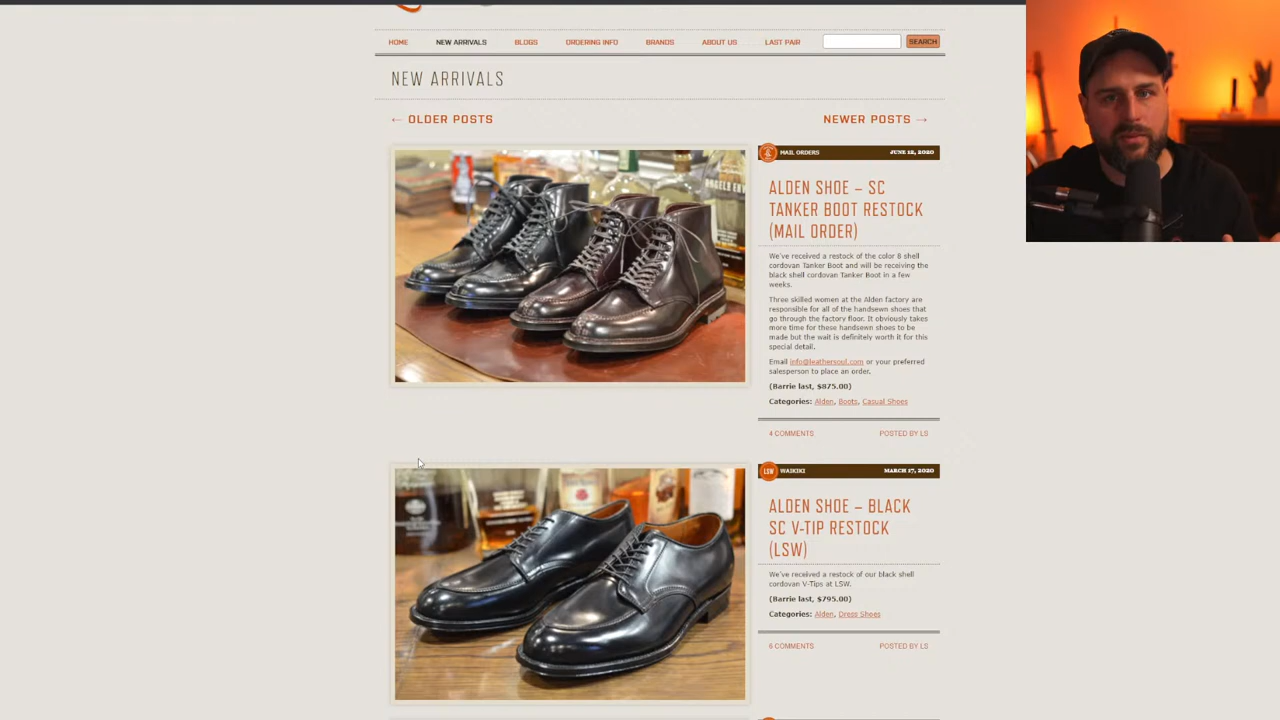 HOME NEW ARRIVALS BLOGS ORDERING INFO BRANDS ABOUT US LAST PAIR SEARCH
NEW ARRIVALS
← OLDER POSTS NEWER POSTS →
MAIL ORDERS JUNE 12, 2020
ALDEN SHOE – SC
TANKER BOOT RESTOCK
(MAIL ORDER)
We've received a restock of the color 8 shell
cordovan Tanker Boot and will be receiving the
black shell cordovan Tanker Boot in a few
weeks.
Three skilled women at the Alden factory are
responsible for all of the handsewn shoes that
go through the factory floor. It obviously takes
more time for these handsewn shoes to be
made but the wait is definitely worth it for this
special detail.
Email info@leathersoul.com or your preferred
salesperson to place an order.
(Barrie last, $875.00)
Categories: Alden, Boots, Casual Shoes
4 COMMENTS POSTED BY LS
LSW WAIKIKI MARCH 17, 2020
ALDEN SHOE – BLACK
SC V-TIP RESTOCK
(LSW)
We've received a restock of our black shell
cordovan V-Tips at LSW.
(Barrie last, $795.00)
Categories: Alden, Dress Shoes
6 COMMENTS POSTED BY LS